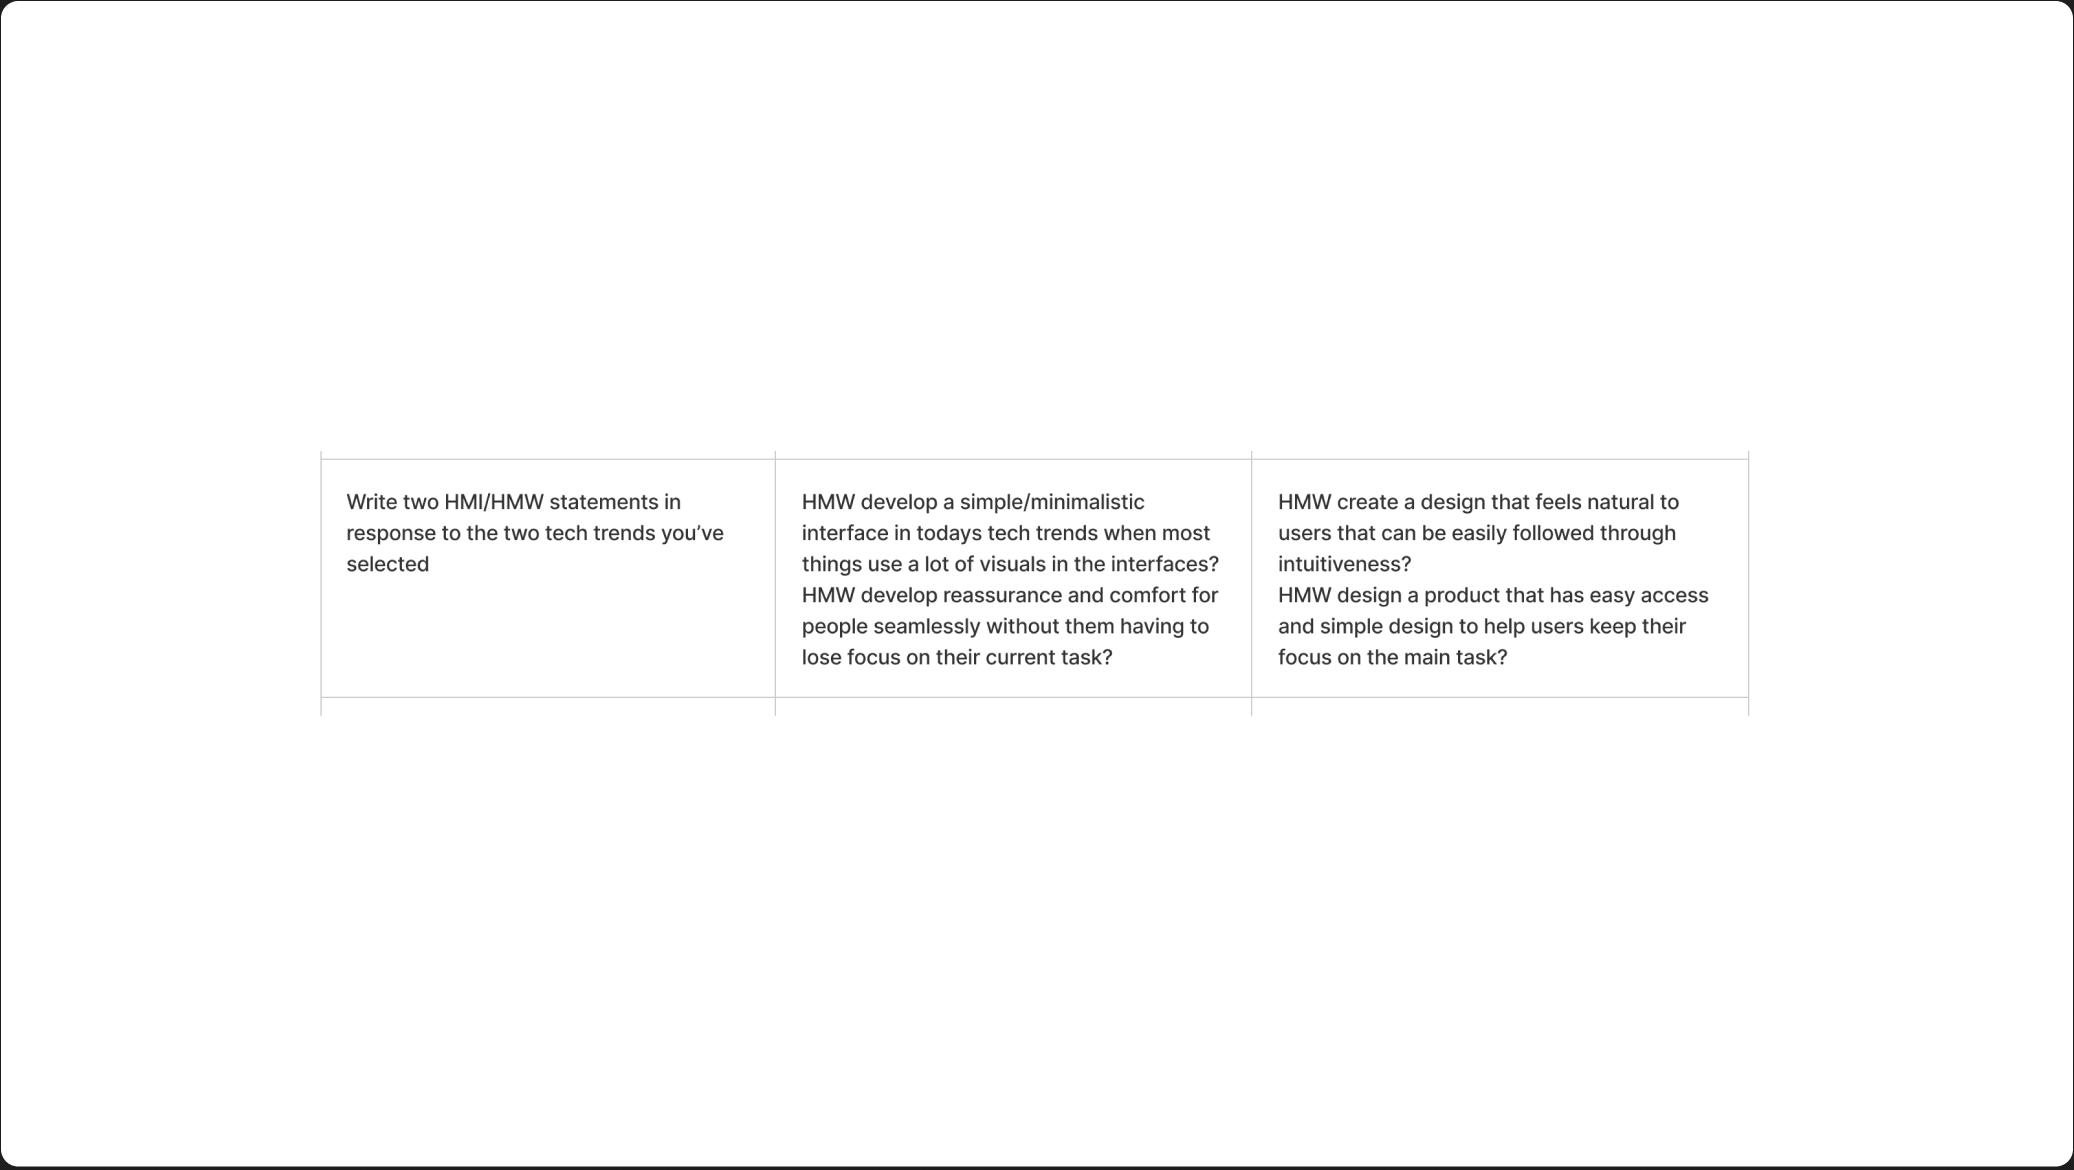 Write two HMI/HMW statements in
response to the two tech trends you’ve
selected
HMW develop a simple/minimalistic
interface in todays tech trends when most
things use a lot of visuals in the interfaces?
HMW develop reassurance and comfort for
people seamlessly without them having to
lose focus on their current task?
HMW create a design that feels natural to
users that can be easily followed through
intuitiveness?
HMW design a product that has easy access
and simple design to help users keep their
focus on the main task?